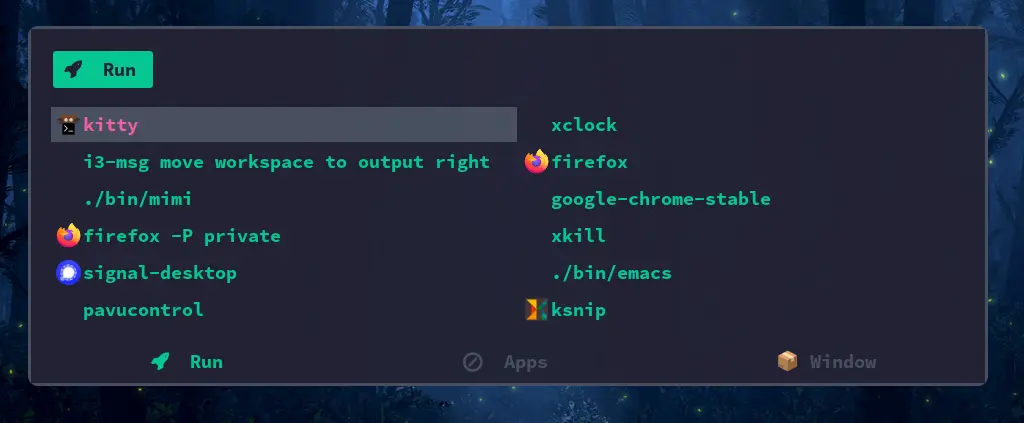 Run
kitty
i3-msg move workspace to output right
./bin/mimi
firefox -P private
signal-desktop
pavucontrol
xclock
firefox
google-chrome-stable
xkill
./bin/emacs
ksnip
Run Apps Window